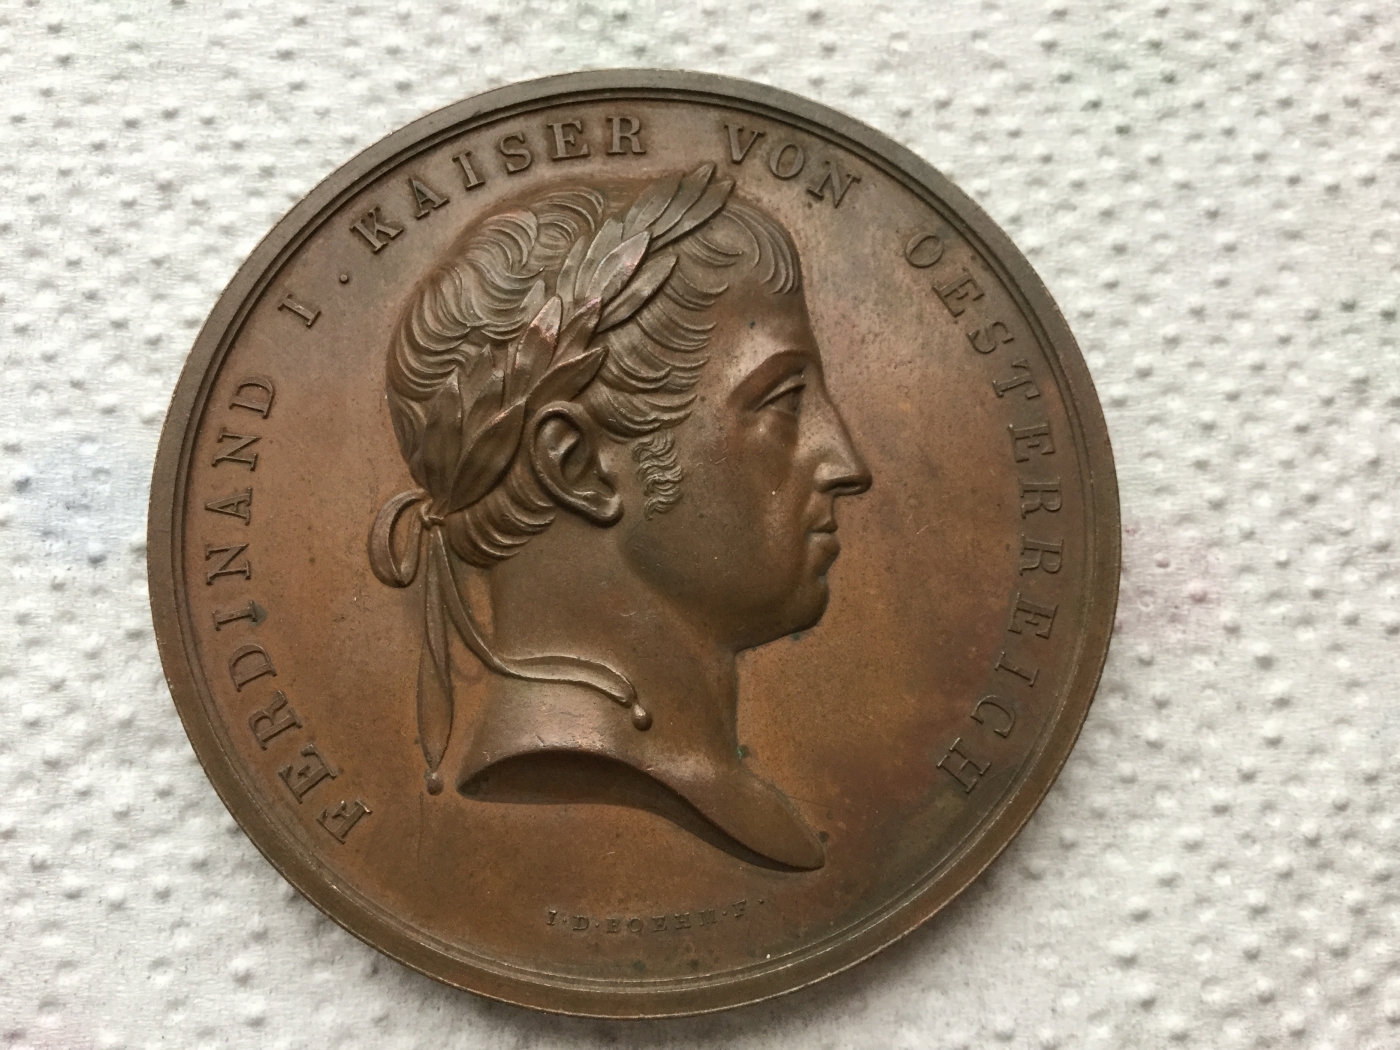 FERDINAND I. KAISER VON OESTERREICH
I·D·BOEHM·F·